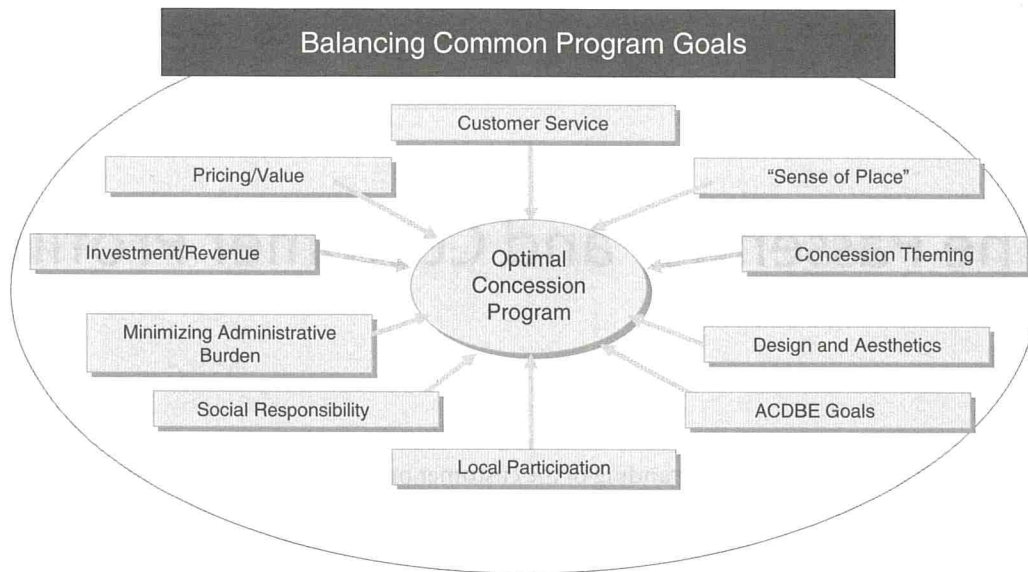 Balancing Common Program Goals
Customer Service
Pricing/Value
"Sense of Place"
Investment/Revenue
Optimal
Concession
Program
Concession Theming
Minimizing Administrative
Burden
Design and Aesthetics
Social Responsibility
ACDBE Goals
Local Participation